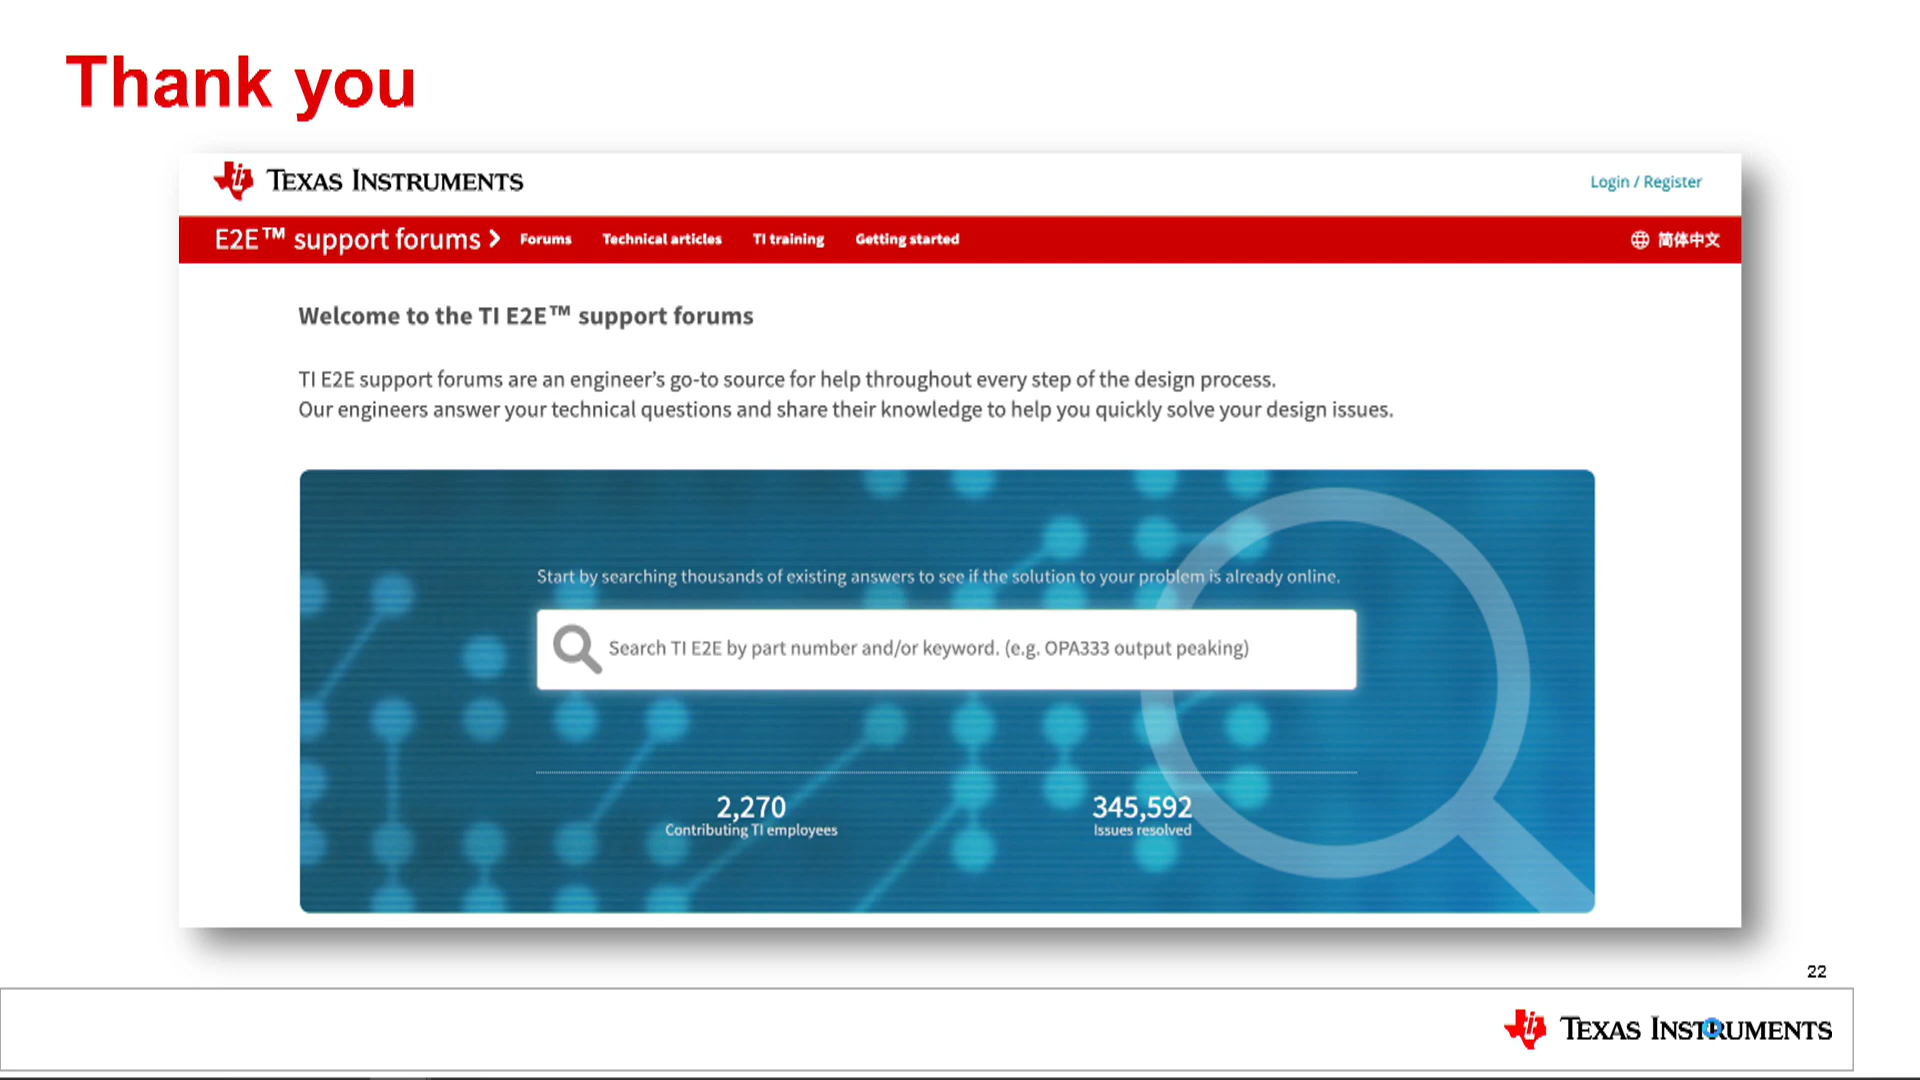 Thank you
TEXAS INSTRUMENTS
Login / Register
E2E™ support forums
Forums
Technical articles
TI training
Getting started
简体中文
Welcome to the TI E2E™ support forums
TI E2E support forums are an engineer's go-to source for help throughout every step of the design process.
Our engineers answer your technical questions and share their knowledge to help you quickly solve your design issues.
Start by searching thousands of existing answers to see if the solution to your problem is already online.
Search TI E2E by part number and/or keyword. (e.g. OPA333 output peaking)
2,270
Contributing TI employees
345,592
Issues resolved
22
TEXAS INSTRUMENTS